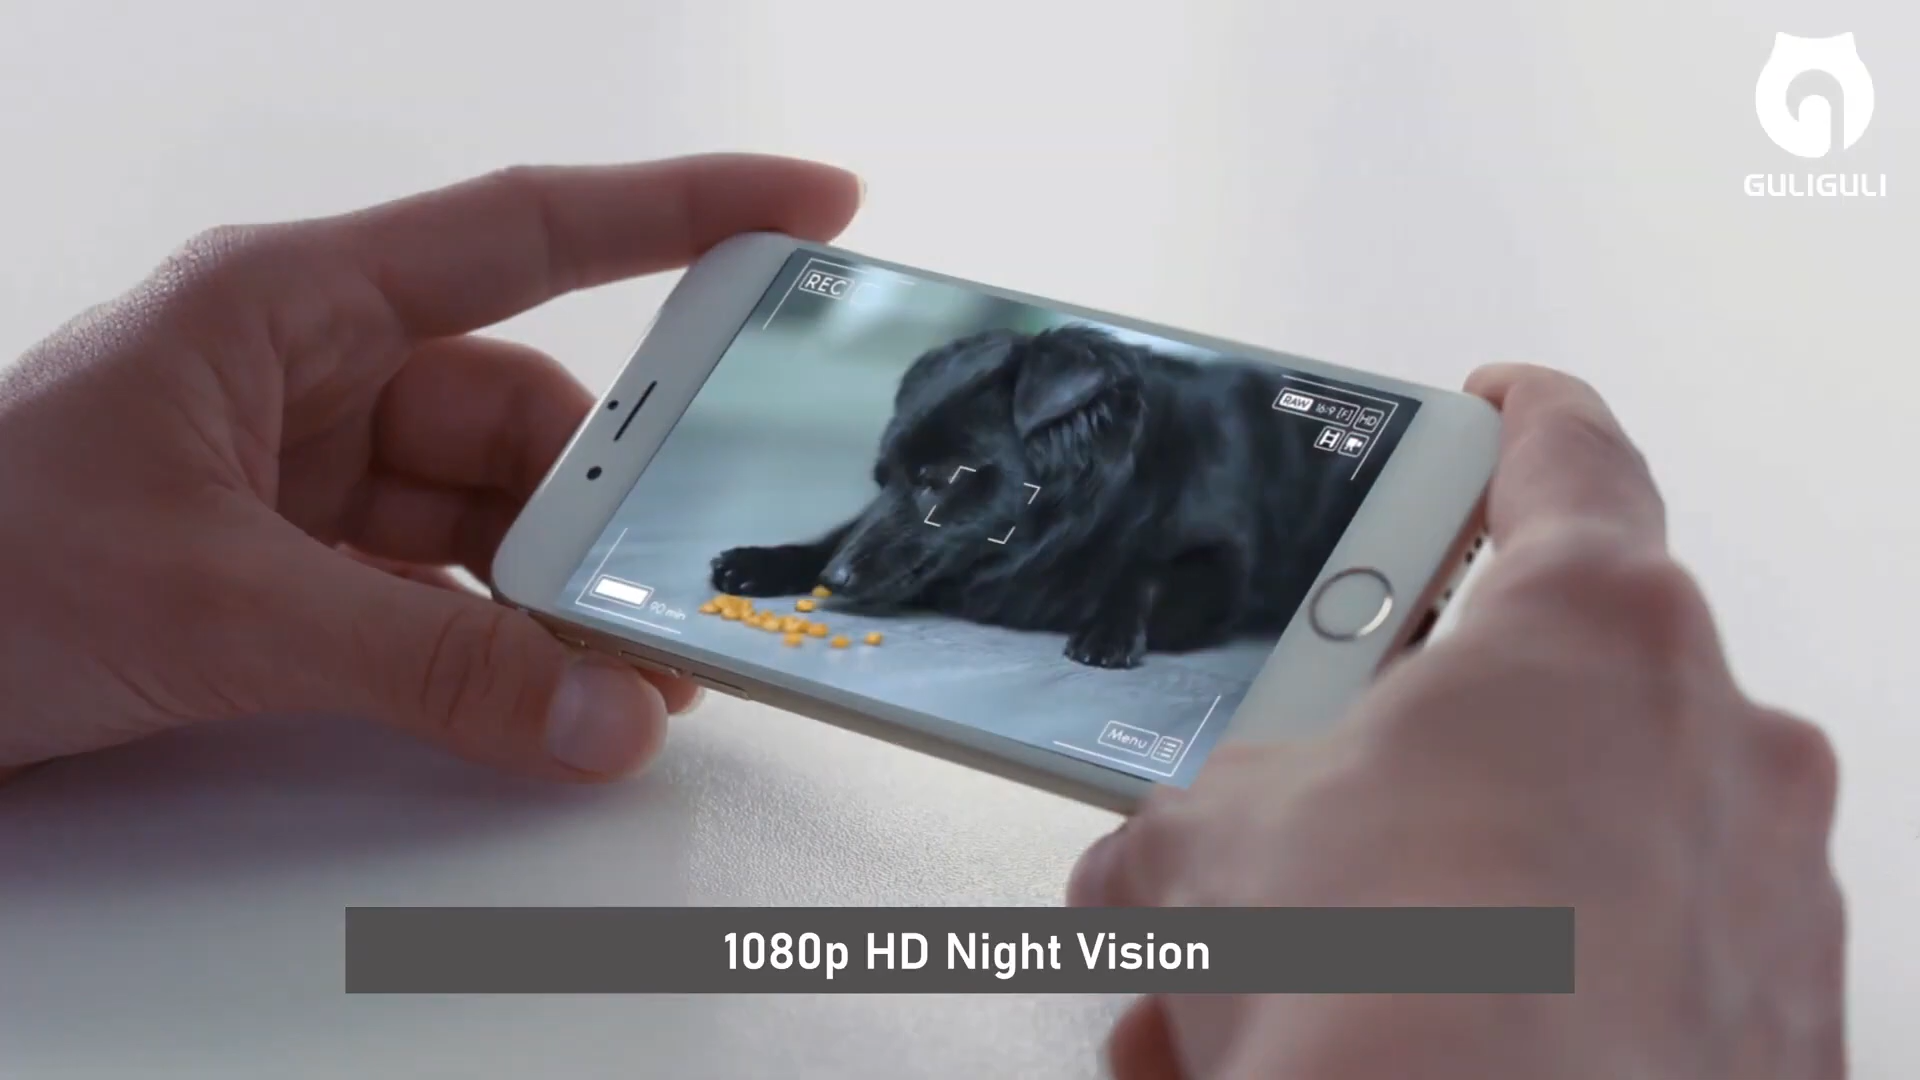 GULIGULI
REC
RAW 16:9 [F] HD
90 min
Menu
1080p HD Night Vision